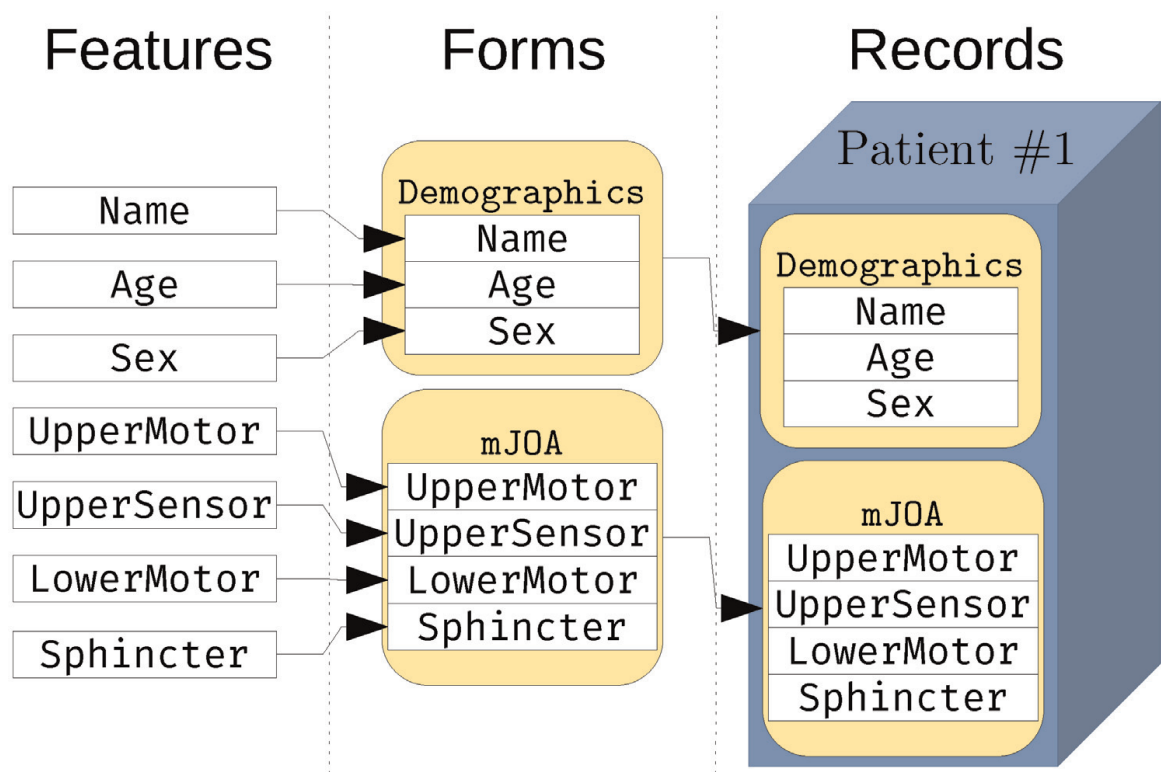 Features
Forms
Records
Name
Age
Sex
UpperMotor
UpperSensor
LowerMotor
Sphincter
Demographics
Name
Age
Sex
mJOA
UpperMotor
UpperSensor
LowerMotor
Sphincter
Patient #1
Demographics
Name
Age
Sex
mJOA
UpperMotor
UpperSensor
LowerMotor
Sphincter